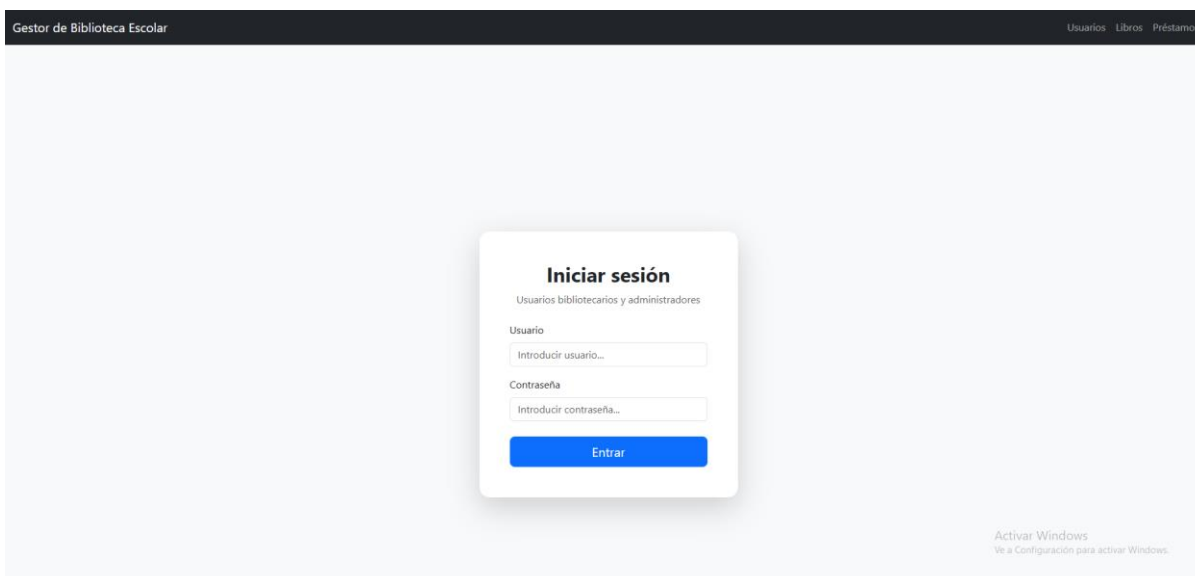 Gestor de Biblioteca Escolar
Usuarios Libros Préstamo
Iniciar sesión
Usuarios bibliotecarios y administradores
Usuario
Introducir usuario...
Contraseña
Introducir contraseña...
Entrar
Activar Windows
Ve a Configuración para activar Windows.